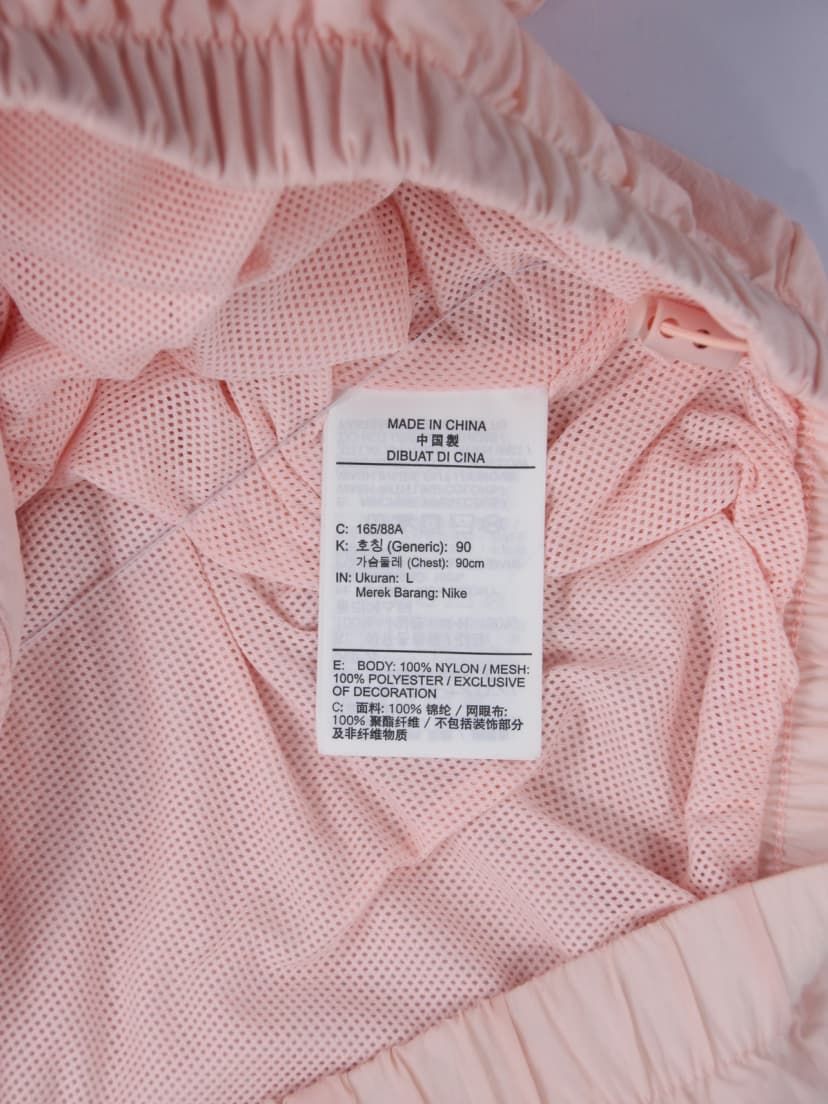 MADE IN CHINA
中国製
DIBUAT DI CINA
C: 165/88A
K: 호칭 (Generic): 90
가슴둘레 (Chest): 90cm
IN: Ukuran: L
Merek Barang: Nike
E: BODY: 100% NYLON / MESH:
100% POLYESTER / EXCLUSIVE
OF DECORATION
C: 面料: 100% 锦纶 / 网眼布:
100% 聚酯纤维 / 不包括装饰部分
及非纤维物质